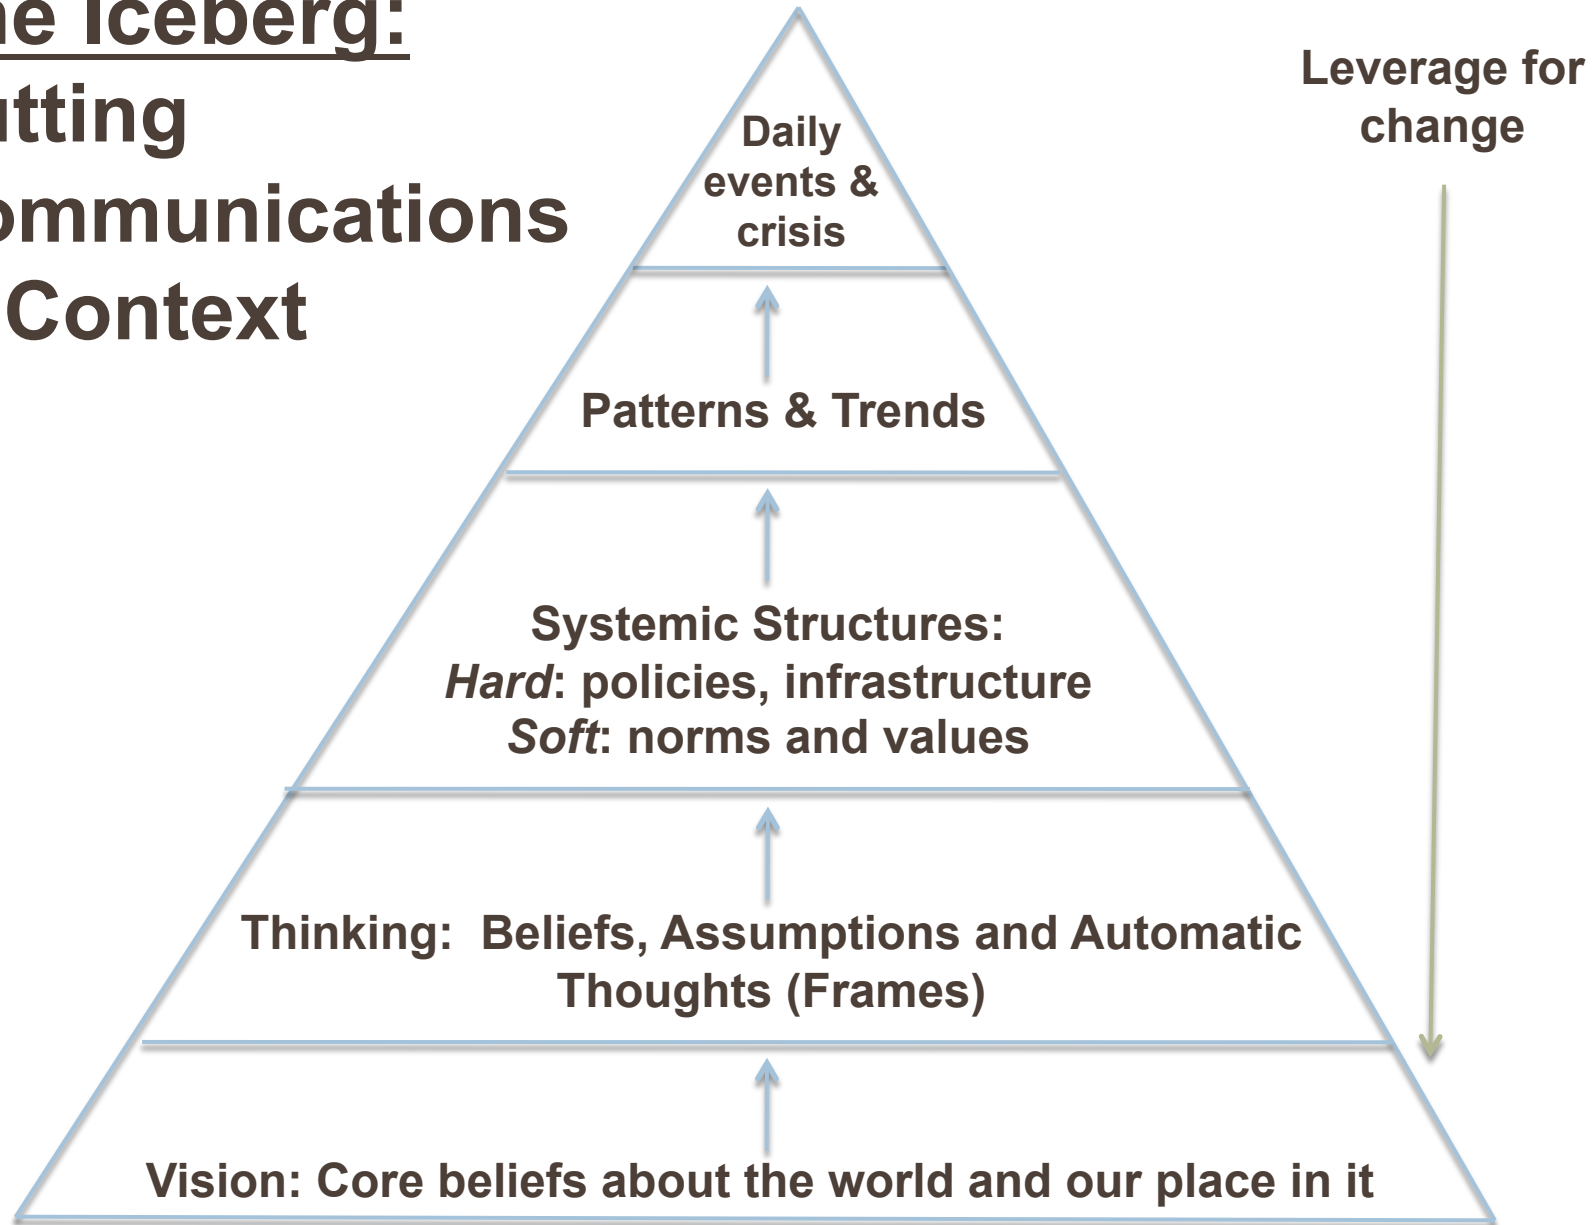 ne Iceberg:
utting
ommunications
Context
Leverage for
change
Daily
events &
crisis
Patterns & Trends
Systemic Structures:
Hard: policies, infrastructure
Soft: norms and values
Thinking:  Beliefs, Assumptions and Automatic
Thoughts (Frames)
Vision: Core beliefs about the world and our place in it